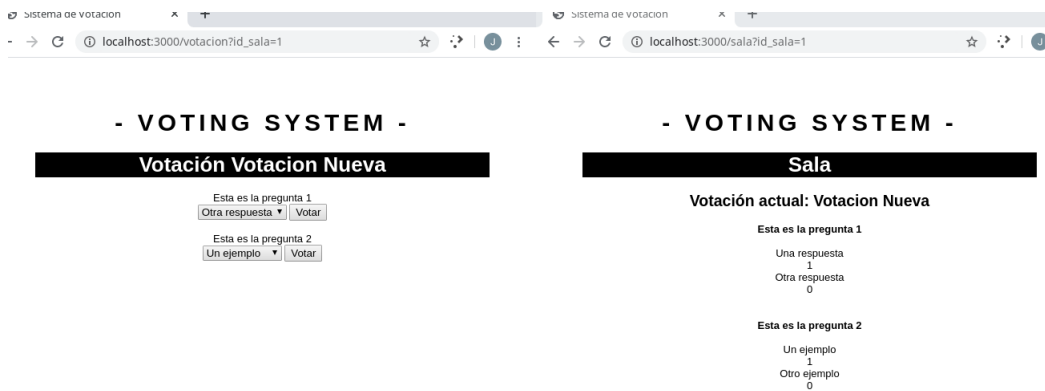 Sistema de Votación
localhost:3000/votacion?id_sala=1
J
- VOTING SYSTEM -
Votación Votacion Nueva
Esta es la pregunta 1
Otra respuesta Votar
Esta es la pregunta 2
Un ejemplo Votar
Sistema de Votación
localhost:3000/sala?id_sala=1
J
- VOTING SYSTEM -
Sala
Votación actual: Votacion Nueva
Esta es la pregunta 1
Una respuesta
1
Otra respuesta
0
Esta es la pregunta 2
Un ejemplo
1
Otro ejemplo
0